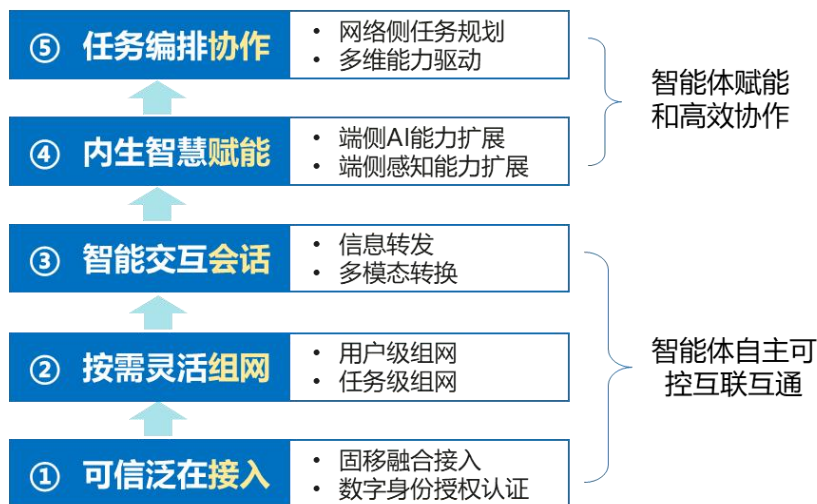 ⑤ 任务编排协作
• 网络侧任务规划
• 多维能力驱动
智能体赋能
和高效协作
④ 内生智慧赋能
• 端侧AI能力扩展
• 端侧感知能力扩展
③ 智能交互会话
• 信息转发
• 多模态转换
② 按需灵活组网
• 用户级组网
• 任务级组网
智能体自主可
控互联互通
① 可信泛在接入
• 固移融合接入
• 数字身份授权认证